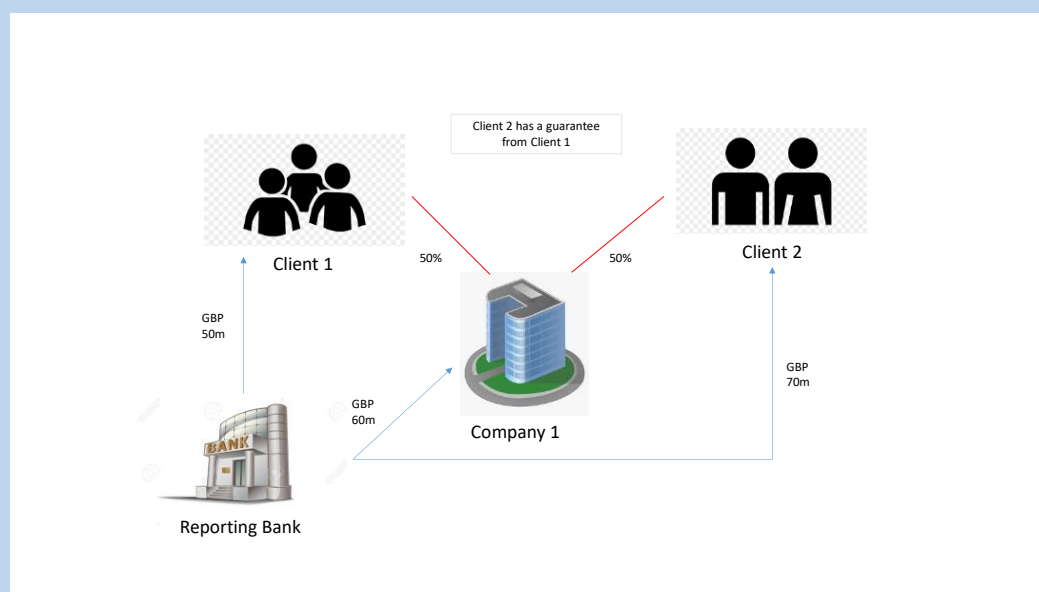 Client 2 has a guarantee
from Client 1
Client 1
Client 2
50%
50%
GBP
50m
GBP
60m
GBP
70m
Company 1
BANK
Reporting Bank